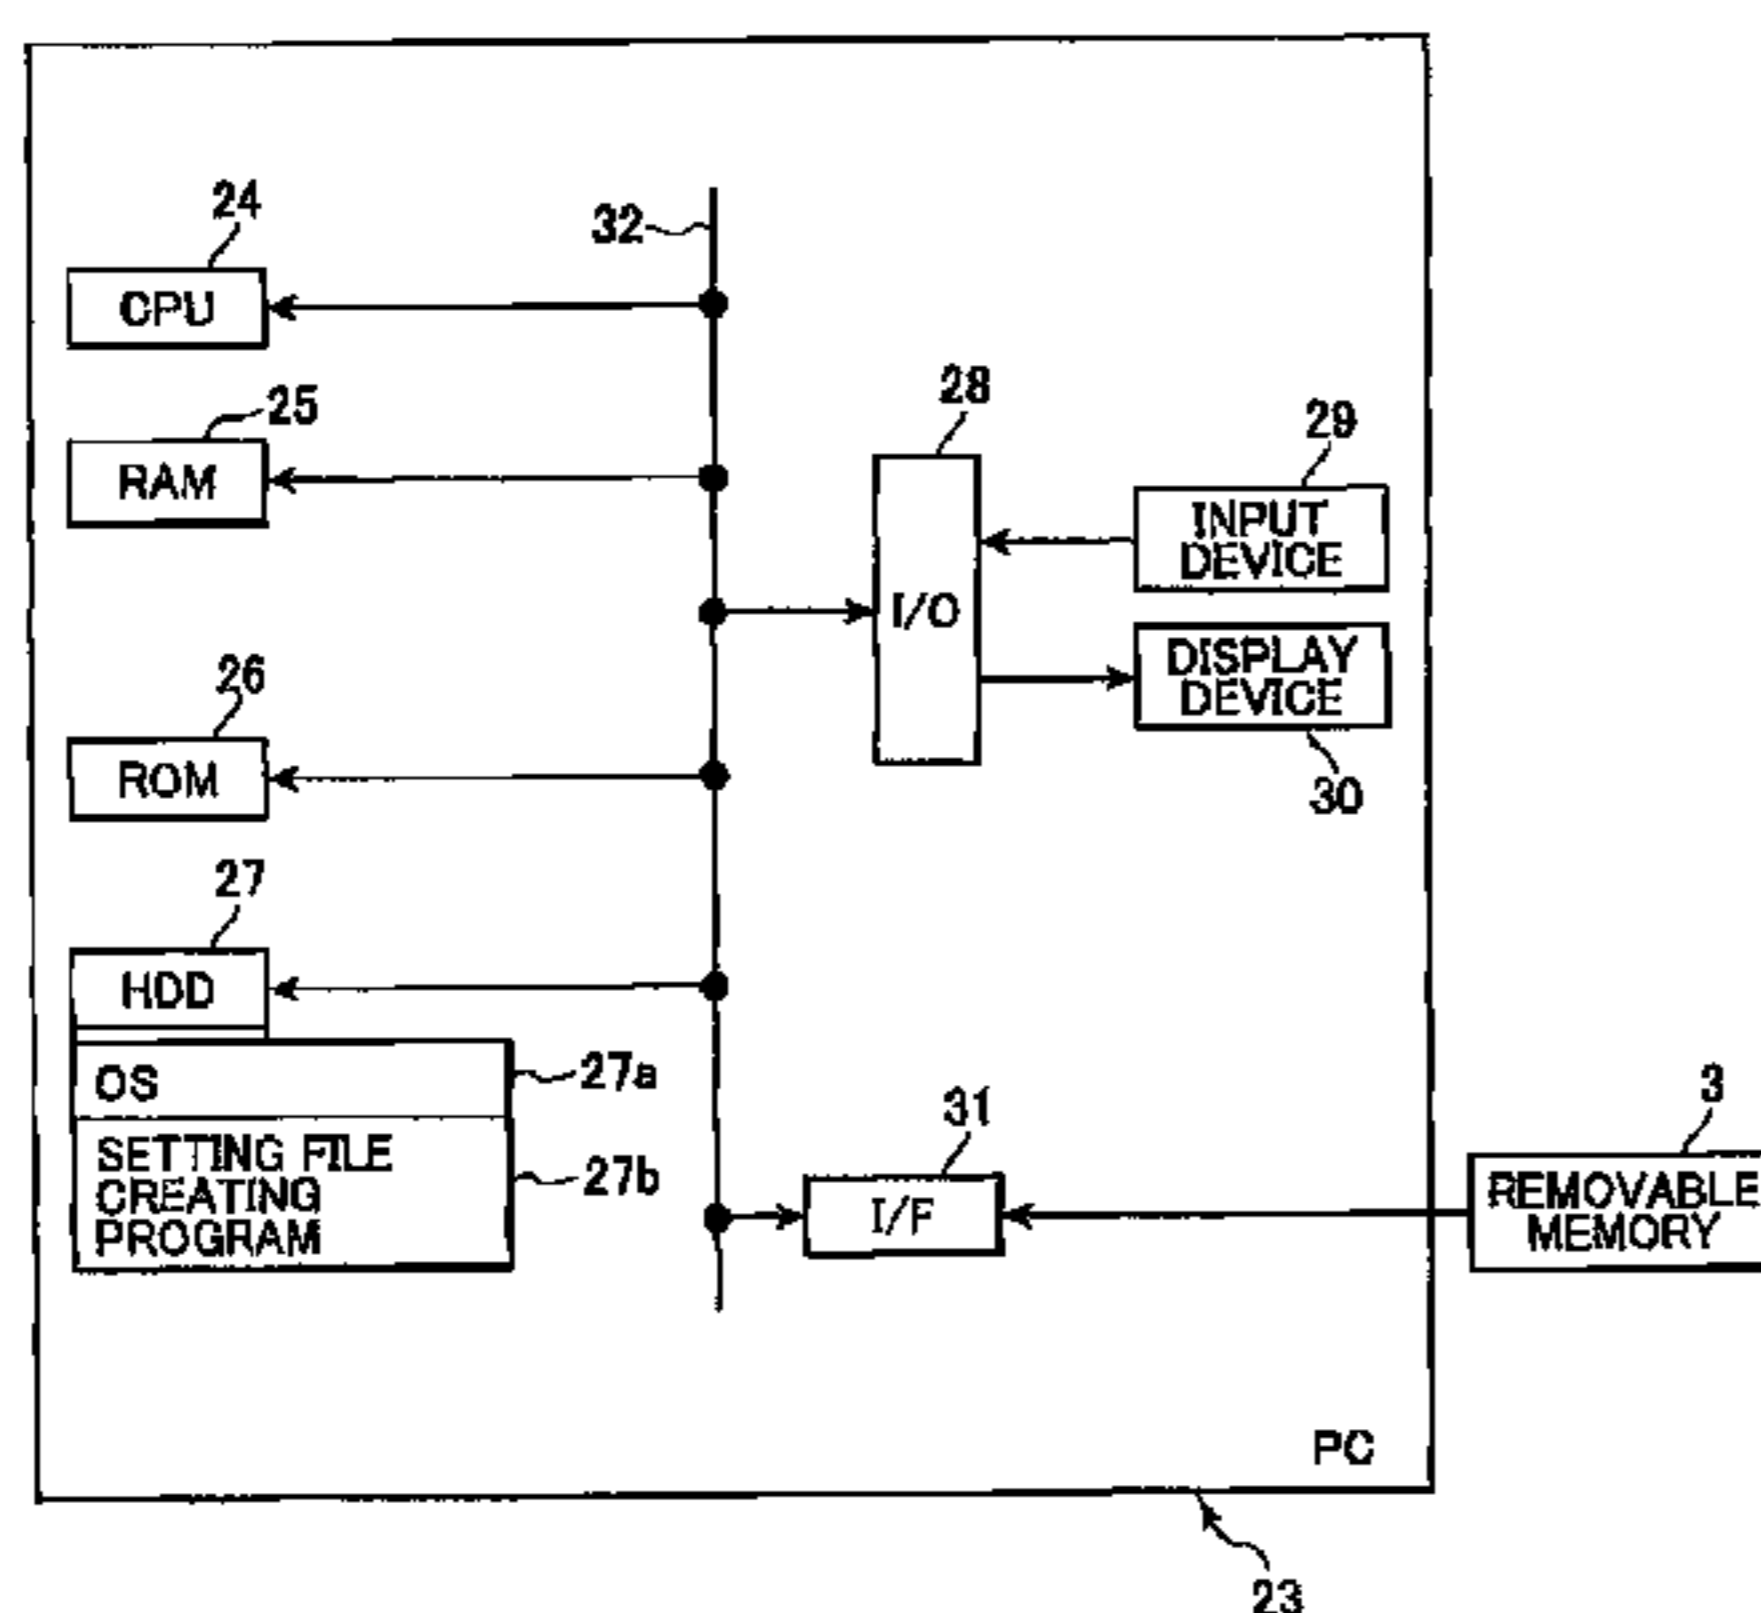 24
32
CPU
28
25
29
RAM
INPUT
DEVICE
I/O
26
DISPLAY
DEVICE
ROM
30
27
HDD
OS
27a
31
3
SETTING FILE
CREATING
PROGRAM
27b
I/F
REMOVABLE
MEMORY
PC
23